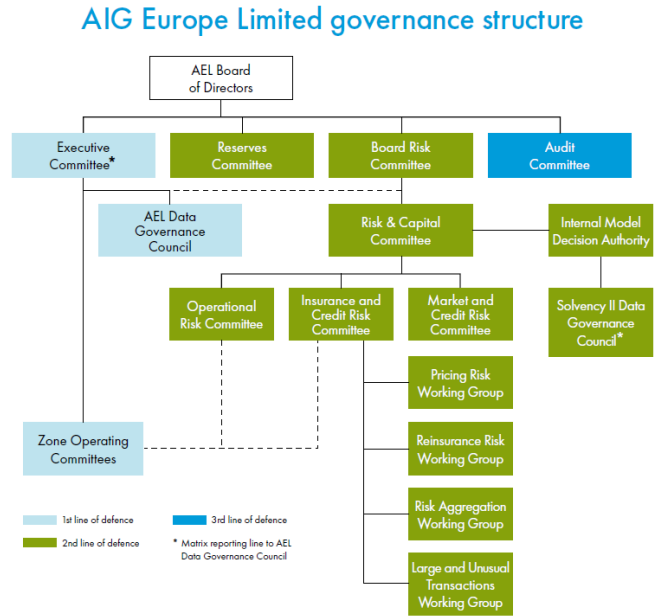 AIG Europe Limited governance structure
AEL Board
of Directors
Executive
Committee*
Reserves
Committee
Board Risk
Committee
Audit
Committee
AEL Data
Governance
Council
Risk & Capital
Committee
Internal Model
Decision Authority
Operational
Risk Committee
Insurance and
Credit Risk
Committee
Market and
Credit Risk
Committee
Solvency II Data
Governance
Council*
Pricing Risk
Working Group
Zone Operating
Committees
Reinsurance Risk
Working Group
Risk Aggregation
Working Group
Large and Unusual
Transactions
Working Group
1st line of defence
2nd line of defence
3rd line of defence
* Matrix reporting line to AEL
Data Governance Council